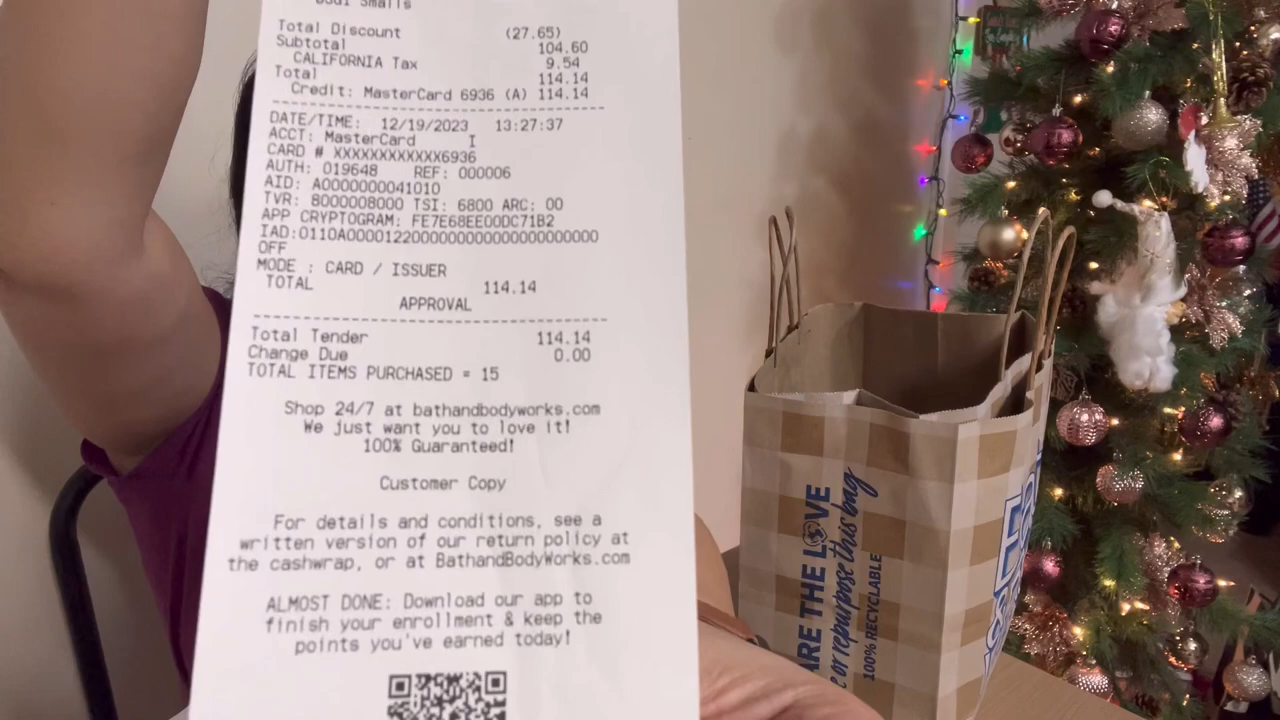 Total Discount (27.65)
Subtotal 104.60
CALIFORNIA Tax 9.54
Total 114.14
Credit: MasterCard 6936 (A) 114.14
DATE/TIME: 12/19/2023 13:27:37
ACCT: MasterCard I
CARD # XXXXXXXXXXXX6936
AUTH: 019648 REF: 000006
AID: A0000000041010
TVR: 8000008000 TSI: 6800 ARC: 00
APP CRYPTOGRAM: FE7E68EE00DC71B2
IAD:0110A00001220000000000000000000000
OFF
MODE : CARD / ISSUER
TOTAL 114.14
APPROVAL
Total Tender 114.14
Change Due 0.00
TOTAL ITEMS PURCHASED = 15
Shop 24/7 at bathandbodyworks.com
We just want you to love it!
100% Guaranteed!
Customer Copy
For details and conditions, see a
written version of our return policy at
the cashwrap, or at BathandBodyWorks.com
ALMOST DONE: Download our app to
finish your enrollment & keep the
points you've earned today!
ARE THE LOVE
or repurpose this bag
100% RECYCLABLE